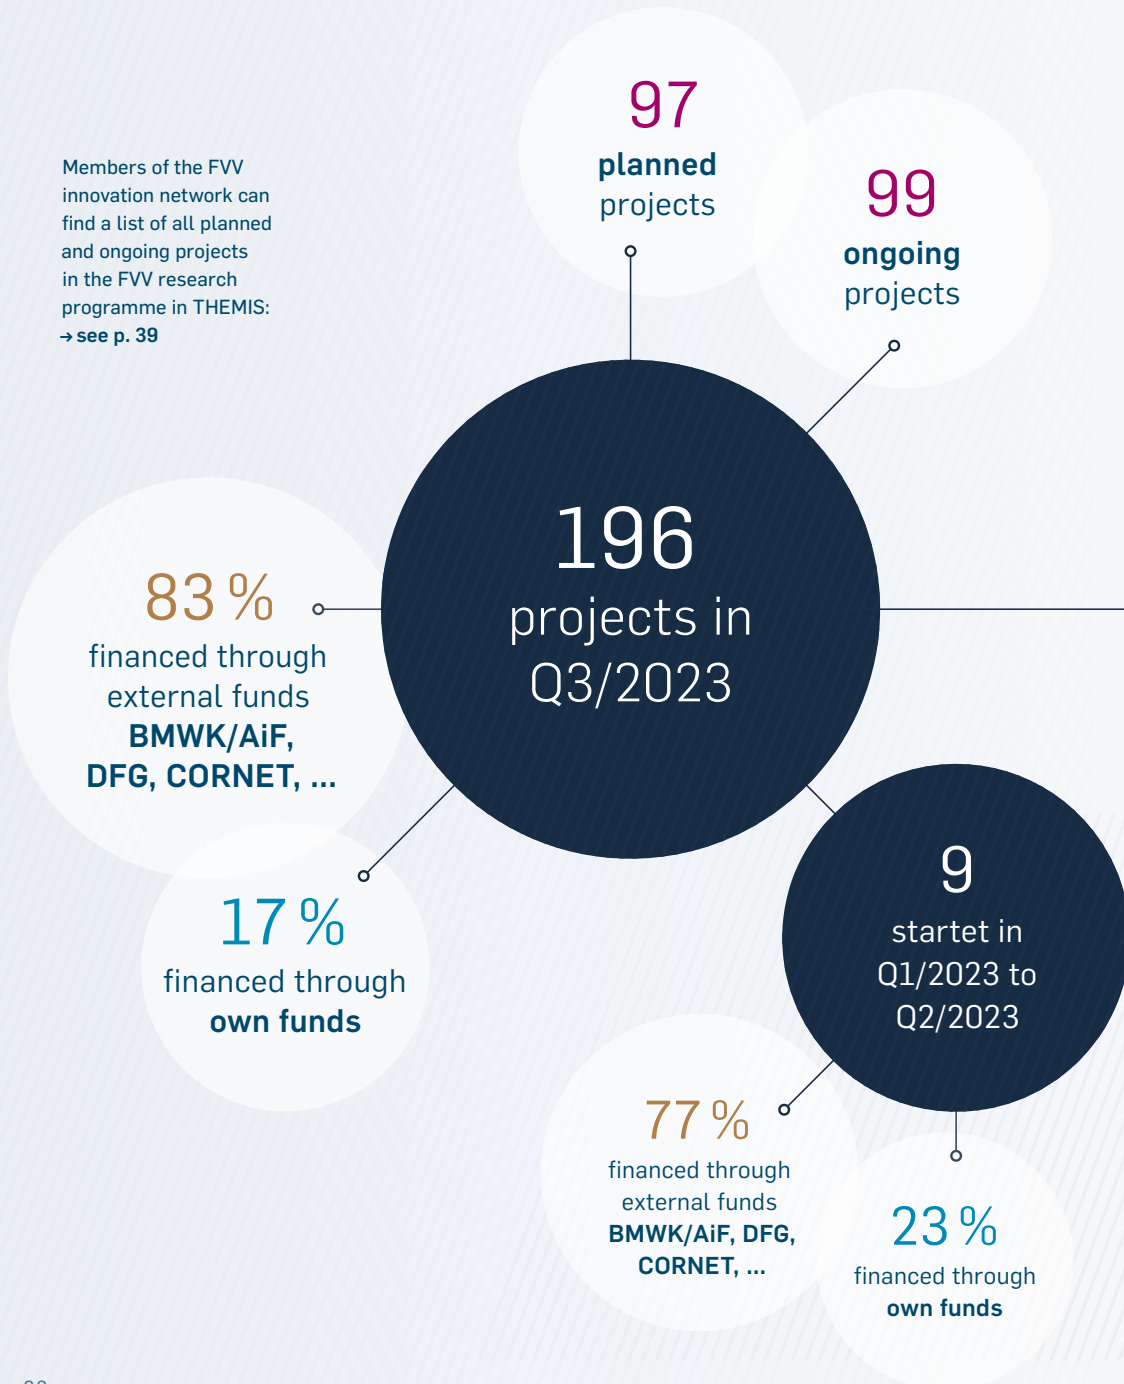 97
planned
projects
99
ongoing
projects
Members of the FVV
innovation network can
find a list of all planned
and ongoing projects
in the FVV research
programme in THEMIS:
→ see p. 39
196
projects in
Q3/2023
83 %
financed through
external funds
BMWK/AiF,
DFG, CORNET, ...
17 %
financed through
own funds
9
startet in
Q1/2023 to
Q2/2023
77 %
financed through
external funds
BMWK/AiF, DFG,
CORNET, ...
23 %
financed through
own funds